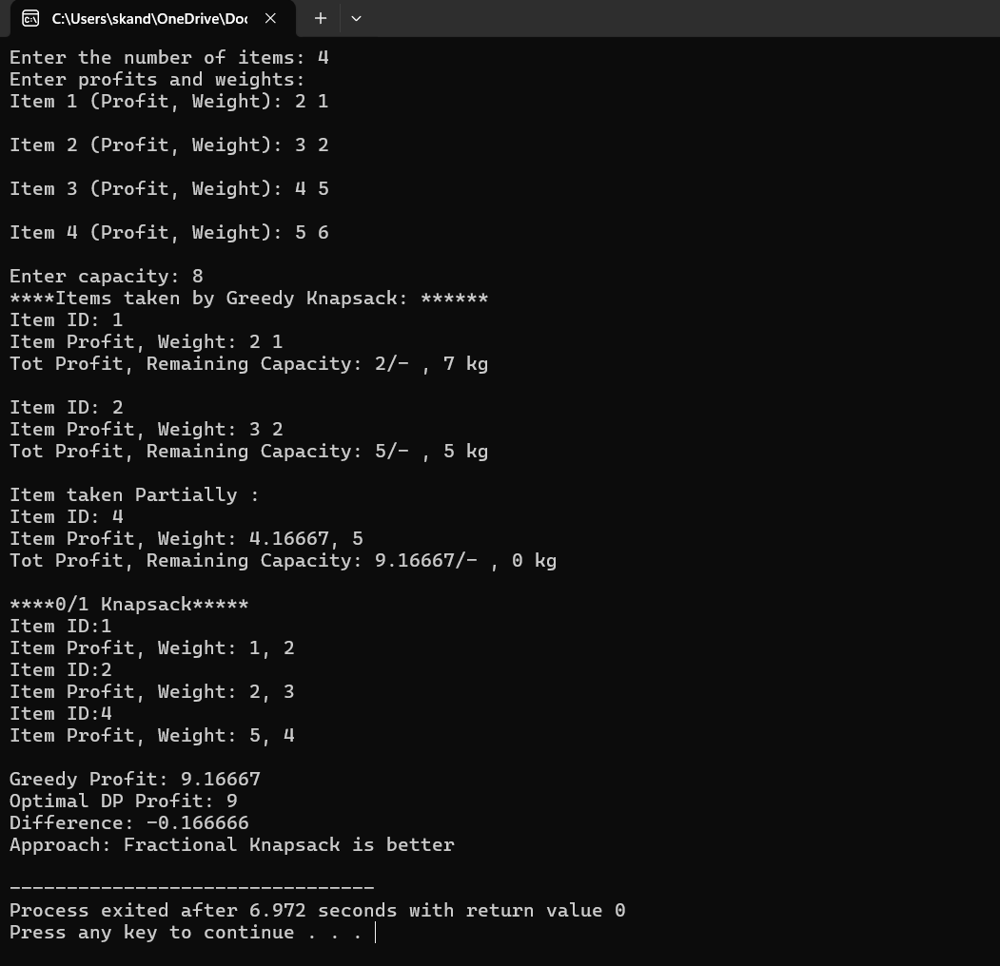 C:\Users\skand\OneDrive\Doc
Enter the number of items: 4
Enter profits and weights:
Item 1 (Profit, Weight): 2 1
Item 2 (Profit, Weight): 3 2
Item 3 (Profit, Weight): 4 5
Item 4 (Profit, Weight): 5 6
Enter capacity: 8
****Items taken by Greedy Knapsack: ******
Item ID: 1
Item Profit, Weight: 2 1
Tot Profit, Remaining Capacity: 2/- , 7 kg
Item ID: 2
Item Profit, Weight: 3 2
Tot Profit, Remaining Capacity: 5/- , 5 kg
Item taken Partially :
Item ID: 4
Item Profit, Weight: 4.16667, 5
Tot Profit, Remaining Capacity: 9.16667/- , 0 kg
****0/1 Knapsack*****
Item ID:1
Item Profit, Weight: 1, 2
Item ID:2
Item Profit, Weight: 2, 3
Item ID:4
Item Profit, Weight: 5, 4
Greedy Profit: 9.16667
Optimal DP Profit: 9
Difference: -0.166666
Approach: Fractional Knapsack is better
--------------------------------
Process exited after 6.972 seconds with return value 0
Press any key to continue . . .